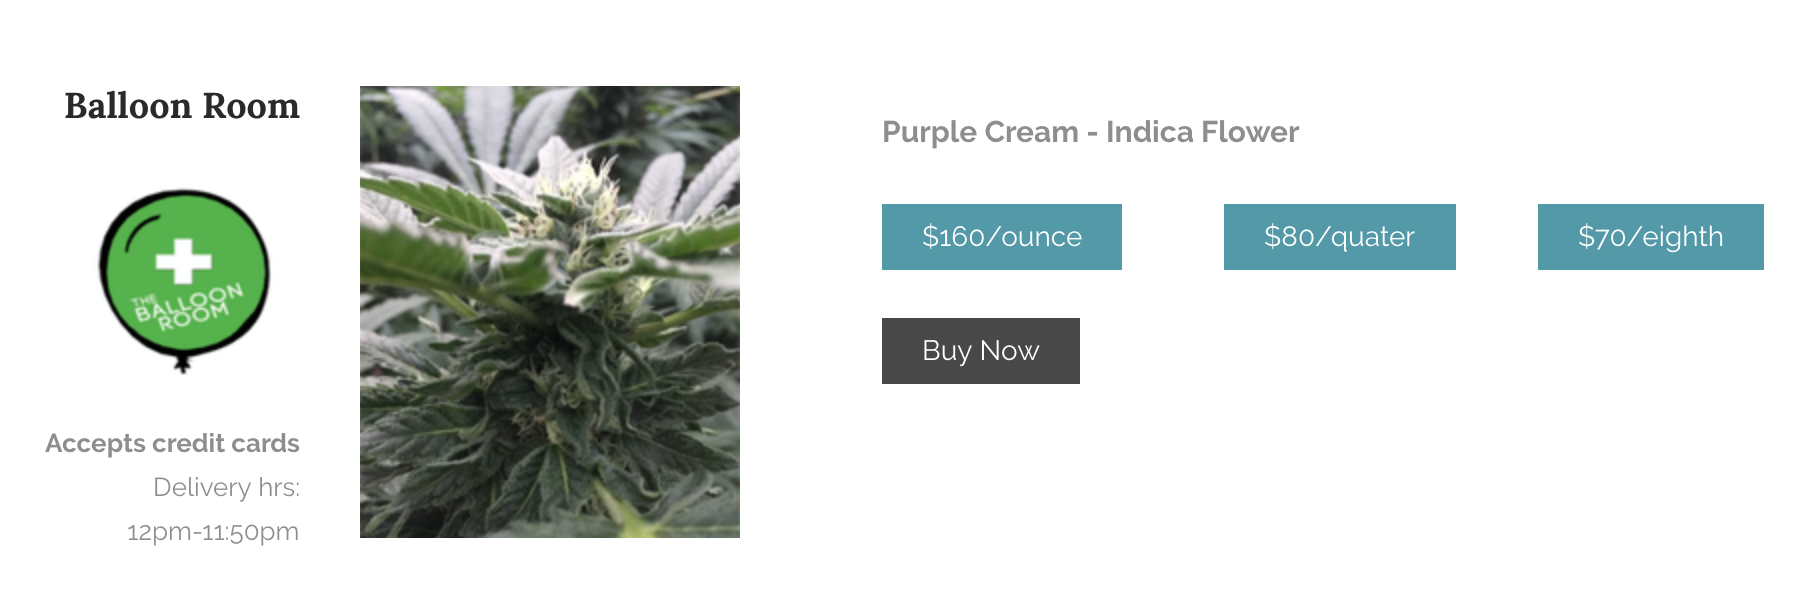 Balloon Room
THE
BALLOON
ROOM
Accepts credit cards
Delivery hrs:
12pm-11:50pm
Purple Cream - Indica Flower
$160/ounce
$80/quater
$70/eighth
Buy Now